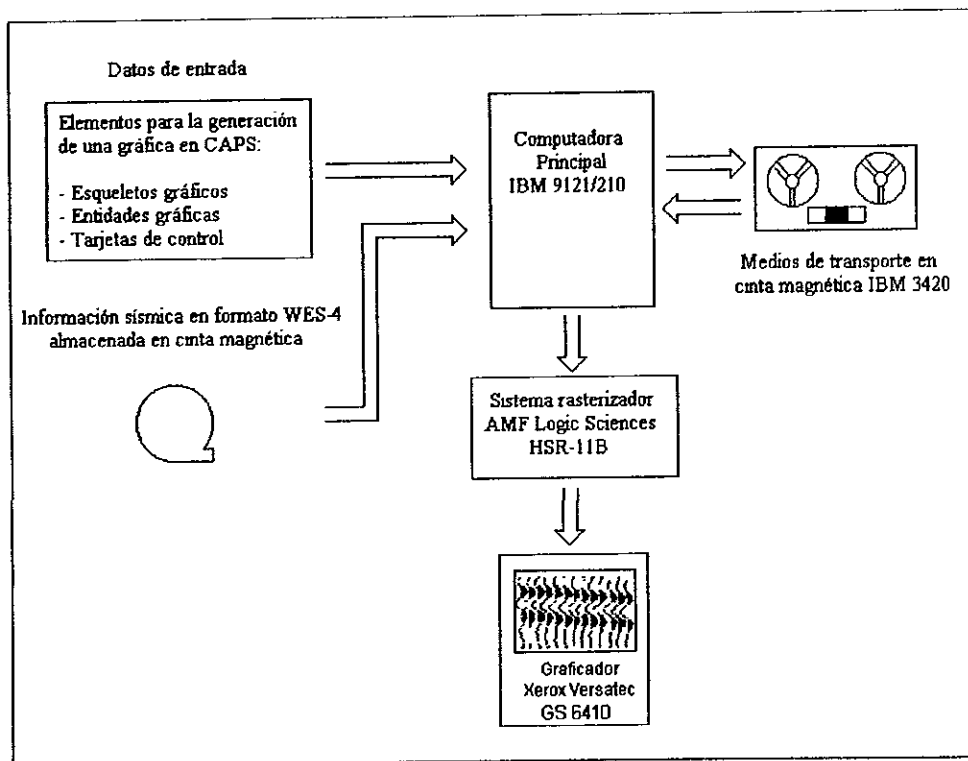 Datos de entrada
Elementos para la generación
de una gráfica en CAPS:
- Esqueletos gráficos
- Entidades gráficas
- Tarjetas de control
Información sísmica en formato WES-4
almacenada en cinta magnética
Computadora
Principal
IBM 9121/210
Medios de transporte en
cinta magnética IBM 3420
Sistema rasterizador
AMF Logic Sciences
HSR-11B
Graficador
Xerox Versatec
GS 6410